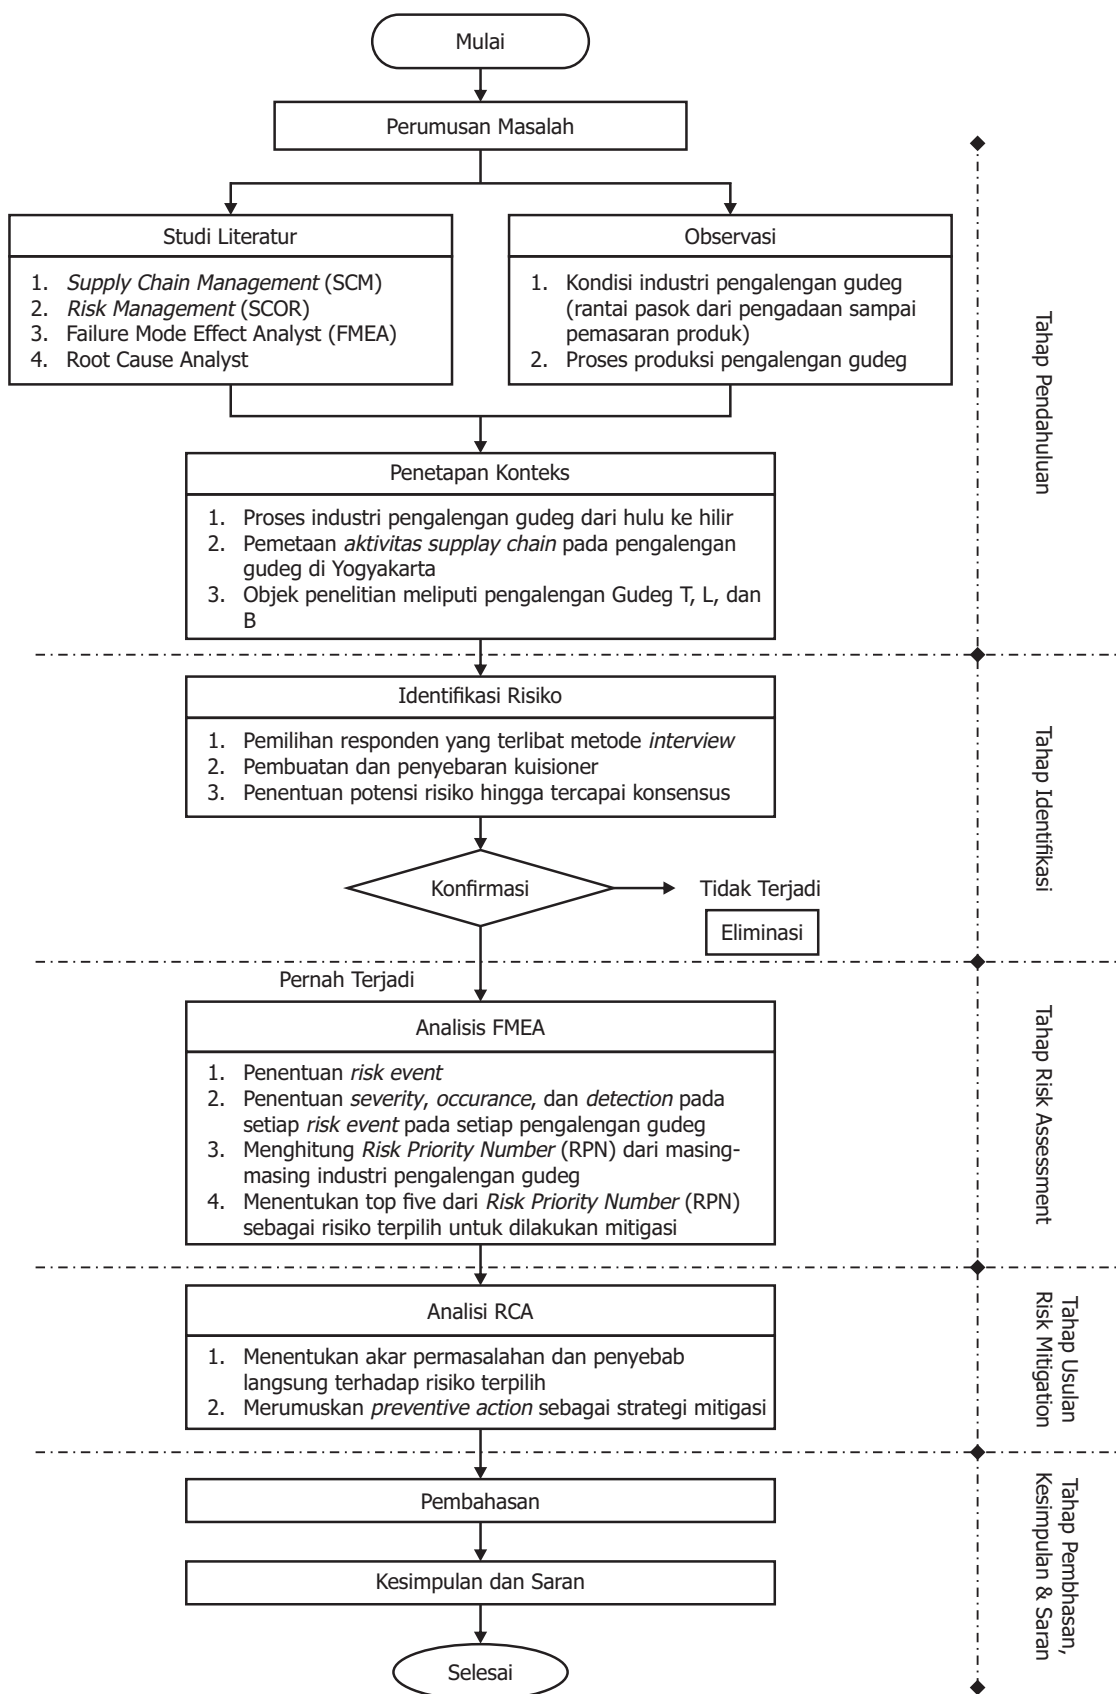 Mulai
Perumusan Masalah
Studi Literatur
1. Supply Chain Management (SCM)
2. Risk Management (SCOR)
3. Failure Mode Effect Analyst (FMEA)
4. Root Cause Analyst
Observasi
1. Kondisi industri pengalengan gudeg
(rantai pasok dari pengadaan sampai
pemasaran produk)
2. Proses produksi pengalengan gudeg
Penetapan Konteks
1. Proses industri pengalengan gudeg dari hulu ke hilir
2. Pemetaan aktivitas supplay chain pada pengalengan
gudeg di Yogyakarta
3. Objek penelitian meliputi pengalengan Gudeg T, L, dan
B
Tahap Pendahuluan
Identifikasi Risiko
1. Pemilihan responden yang terlibat metode interview
2. Pembuatan dan penyebaran kuisioner
3. Penentuan potensi risiko hingga tercapai konsensus
Konfirmasi
Tidak Terjadi
Eliminasi
Tahap Identifikasi
Pernah Terjadi
Analisis FMEA
1. Penentuan risk event
2. Penentuan severity, occurance, dan detection pada
setiap risk event pada setiap pengalengan gudeg
3. Menghitung Risk Priority Number (RPN) dari masing-
masing industri pengalengan gudeg
4. Menentukan top five dari Risk Priority Number (RPN)
sebagai risiko terpilih untuk dilakukan mitigasi
Tahap Risk Assessment
Analisi RCA
1. Menentukan akar permasalahan dan penyebab
langsung terhadap risiko terpilih
2. Merumuskan preventive action sebagai strategi mitigasi
Tahap Usulan
Risk Mitigation
Pembahasan
Kesimpulan dan Saran
Selesai
Tahap Pembhasan,
Kesimpulan & Saran